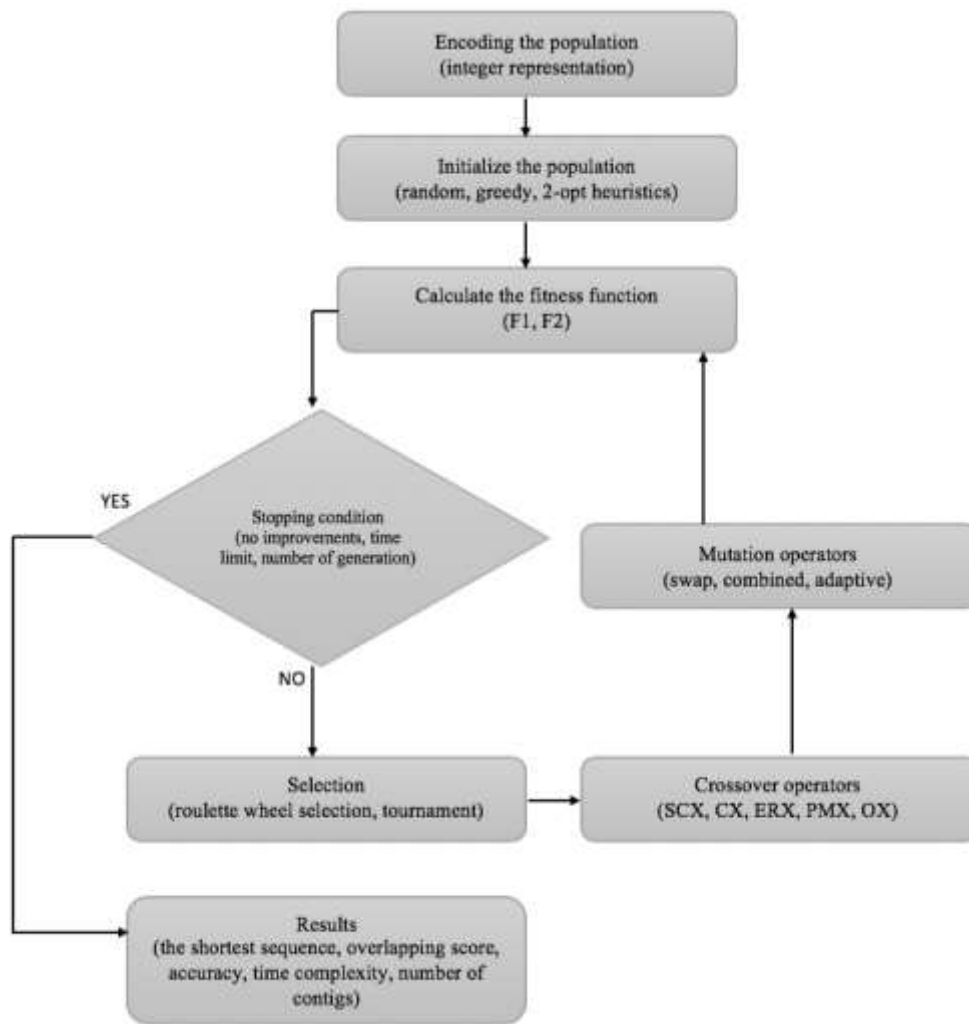 Encoding the population
(integer representation)
Initialize the population
(random, greedy, 2-opt heuristics)
Calculate the fitness function
(F1, F2)
YES
Stopping condition
(no improvements, time
limit, number of generation)
Mutation operators
(swap, combined, adaptive)
NO
Selection
(roulette wheel selection, tournament)
Crossover operators
(SCX, CX, ERX, PMX, OX)
Results
(the shortest sequence, overlapping score,
accuracy, time complexity, number of
contigs)